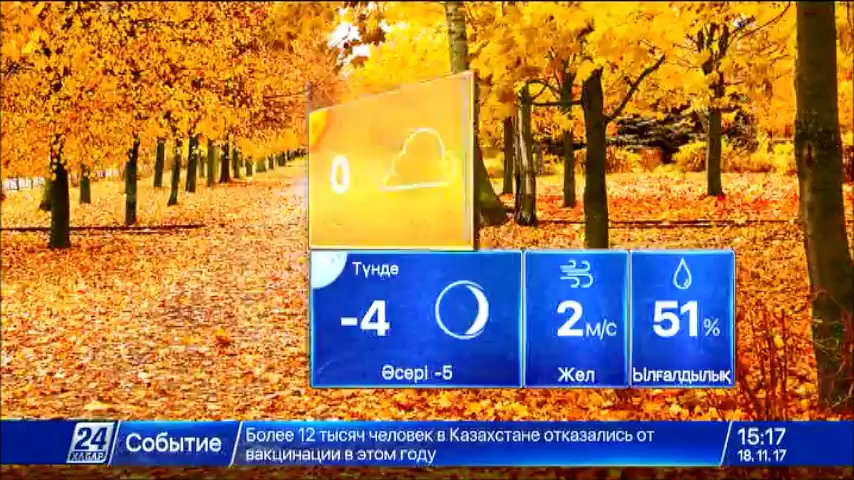 0
Түнде
-4
Әсері -5
2 м/с
Жел
51 %
Ылғалдылық
24
ХАБАР
Событие
Более 12 тысяч человек в Казахстане отказались от
вакцинации в этом году
15:17
18.11.17